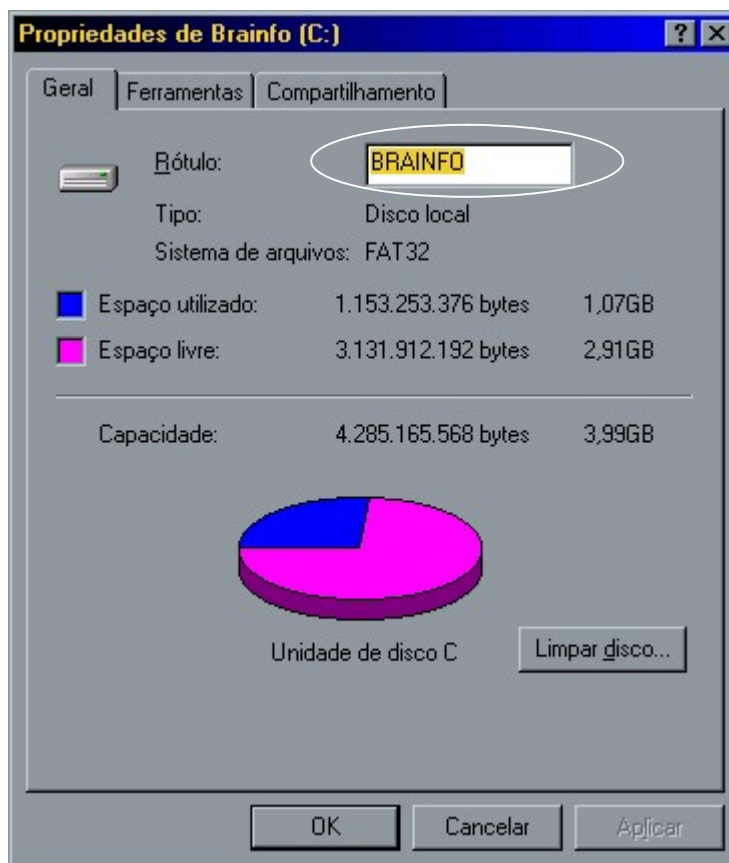 Propriedades de Brainfo (C:)
Geral Ferramentas Compartilhamento
Rótulo: BRAINFO
Tipo: Disco local
Sistema de arquivos: FAT32
Espaço utilizado: 1.153.253.376 bytes 1,07GB
Espaço livre: 3.131.912.192 bytes 2,91GB
Capacidade: 4.285.165.568 bytes 3,99GB
Unidade de disco C Limpar disco...
OK Cancelar Aplicar